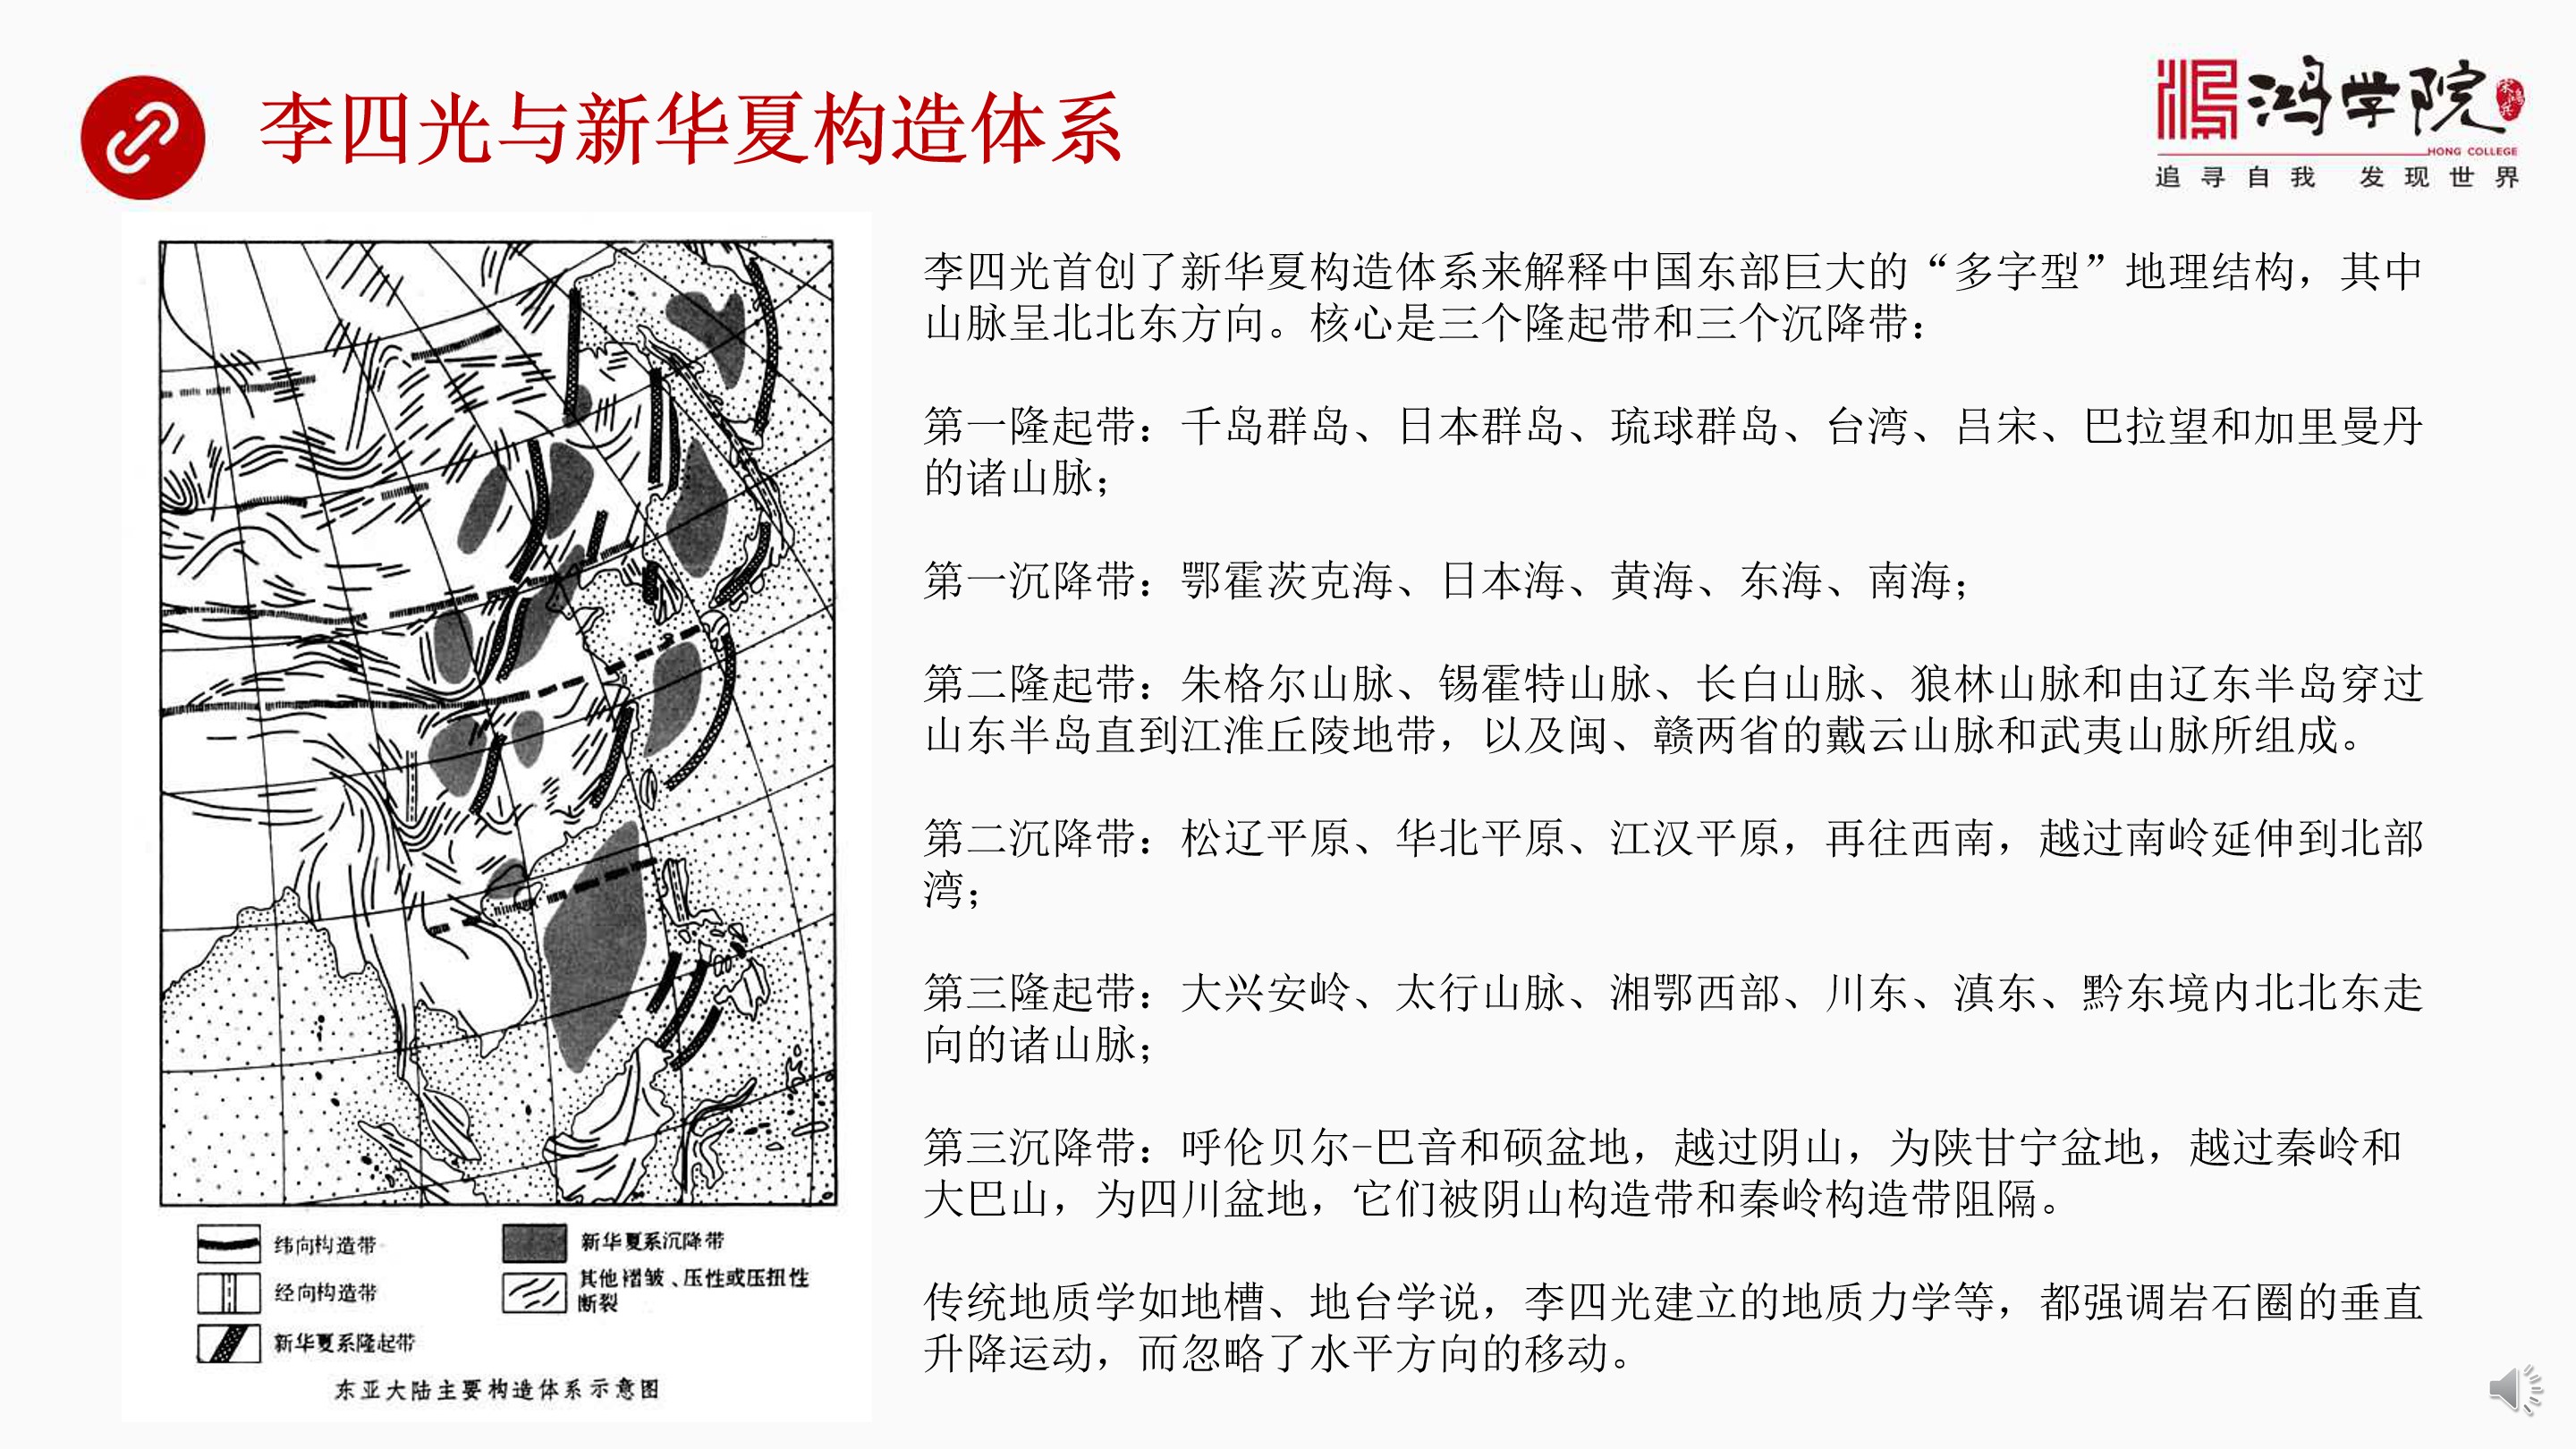 李四光与新华夏构造体系
鸿学院
HONG COLLEGE
追寻自我 发现世界
李四光首创了新华夏构造体系来解释中国东部巨大的“多字型”地理结构，其中
山脉呈北北东方向。核心是三个隆起带和三个沉降带：
第一隆起带：千岛群岛、日本群岛、琉球群岛、台湾、吕宋、巴拉望和加里曼丹
的诸山脉；
第一沉降带：鄂霍茨克海、日本海、黄海、东海、南海；
第二隆起带：朱格尔山脉、锡霍特山脉、长白山脉、狼林山脉和由辽东半岛穿过
山东半岛直到江淮丘陵地带，以及闽、赣两省的戴云山脉和武夷山脉所组成。
第二沉降带：松辽平原、华北平原、江汉平原，再往西南，越过南岭延伸到北部
湾；
第三隆起带：大兴安岭、太行山脉、湘鄂西部、川东、滇东、黔东境内北北东走
向的诸山脉；
第三沉降带：呼伦贝尔-巴音和硕盆地，越过阴山，为陕甘宁盆地，越过秦岭和
大巴山，为四川盆地，它们被阴山构造带和秦岭构造带阻隔。
传统地质学如地槽、地台学说，李四光建立的地质力学等，都强调岩石圈的垂直
升降运动，而忽略了水平方向的移动。
纬向构造带
经向构造带
新华夏系隆起带
新华夏系沉降带
其他褶皱、压性或压扭性
断裂
东亚大陆主要构造体系示意图